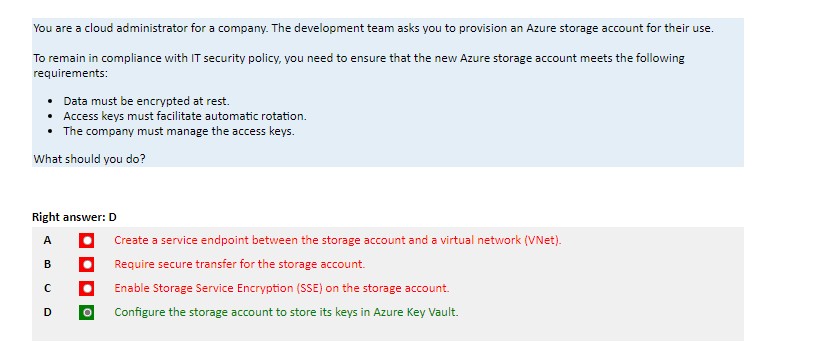 You are a cloud administrator for a company. The development team asks you to provision an Azure storage account for their use.
To remain in compliance with IT security policy, you need to ensure that the new Azure storage account meets the following
requirements:
• Data must be encrypted at rest.
• Access keys must facilitate automatic rotation.
• The company must manage the access keys.
What should you do?
Right answer: D
A Create a service endpoint between the storage account and a virtual network (VNet).
B Require secure transfer for the storage account.
C Enable Storage Service Encryption (SSE) on the storage account.
D Configure the storage account to store its keys in Azure Key Vault.